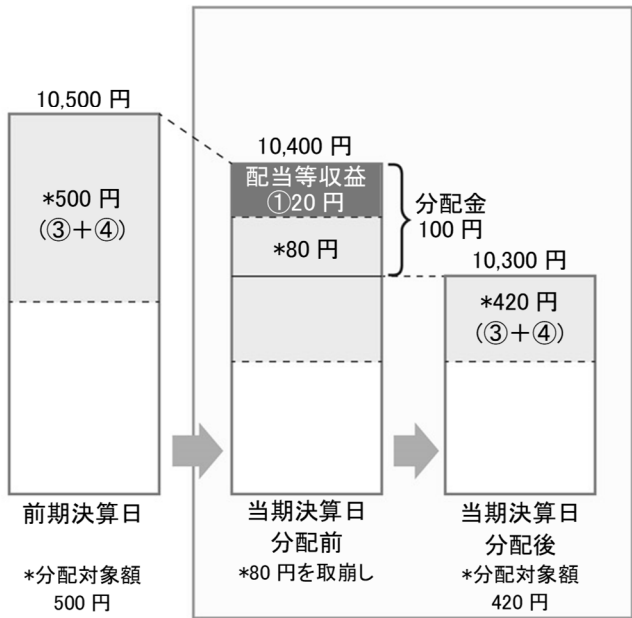 10,500 円
*500 円
(③+④)
前期決算日
*分配対象額
500 円
10,400 円
配当等収益
①20 円
*80 円
分配金
100 円
当期決算日
分配前
*80 円を取崩し
10,300 円
*420 円
(③+④)
当期決算日
分配後
*分配対象額
420 円